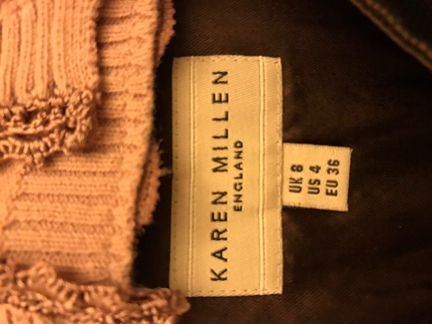 KAREN MILLEN
ENGLAND
UK 8
US 4
EU 36